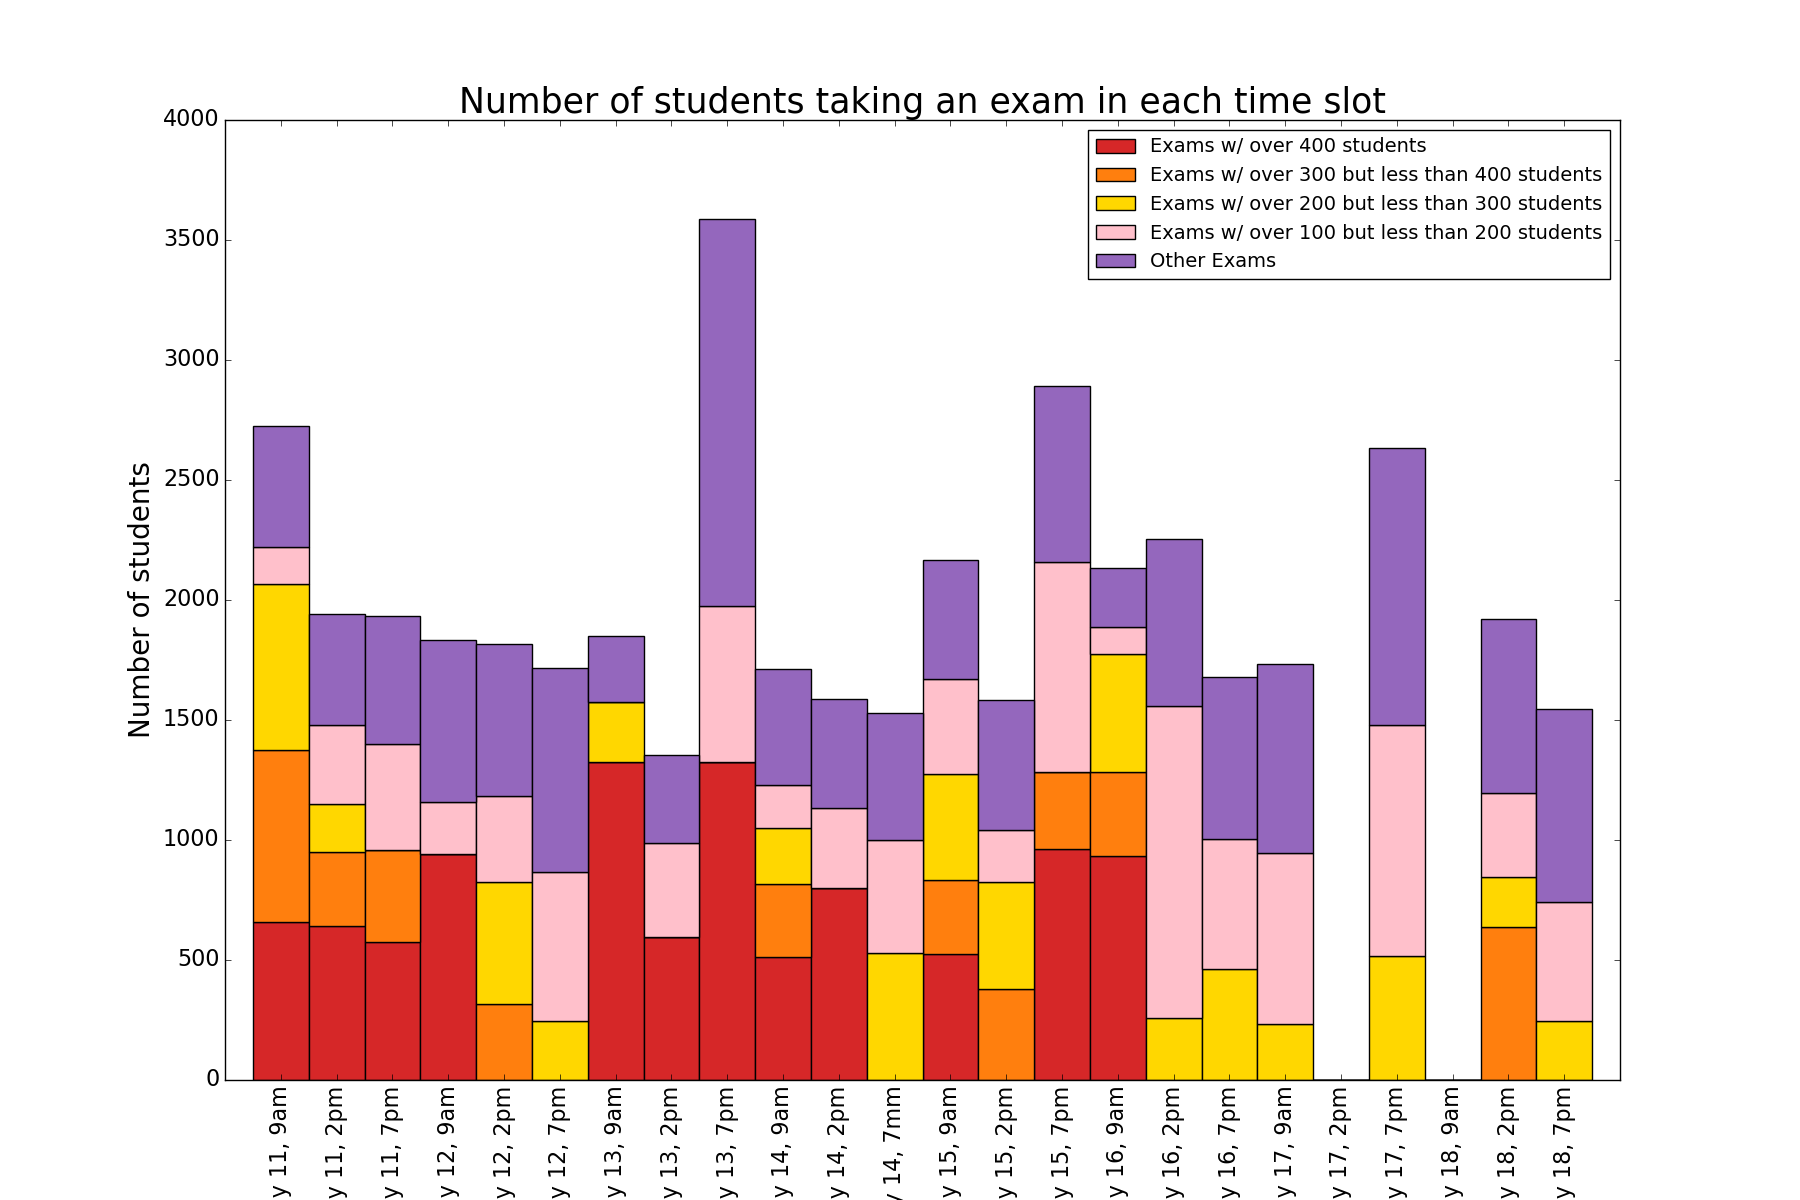 Number of students taking an exam in each time slot
Number of students
4000
3500
3000
2500
2000
1500
1000
500
0
Exams w/ over 400 students
Exams w/ over 300 but less than 400 students
Exams w/ over 200 but less than 300 students
Exams w/ over 100 but less than 200 students
Other Exams
y 11, 9am
y 11, 2pm
y 11, 7pm
y 12, 9am
y 12, 2pm
y 12, 7pm
y 13, 9am
y 13, 2pm
y 13, 7pm
y 14, 9am
y 14, 2pm
y 14, 7mm
y 15, 9am
y 15, 2pm
y 15, 7pm
y 16, 9am
y 16, 2pm
y 16, 7pm
y 17, 9am
y 17, 2pm
y 17, 7pm
y 18, 9am
y 18, 2pm
y 18, 7pm